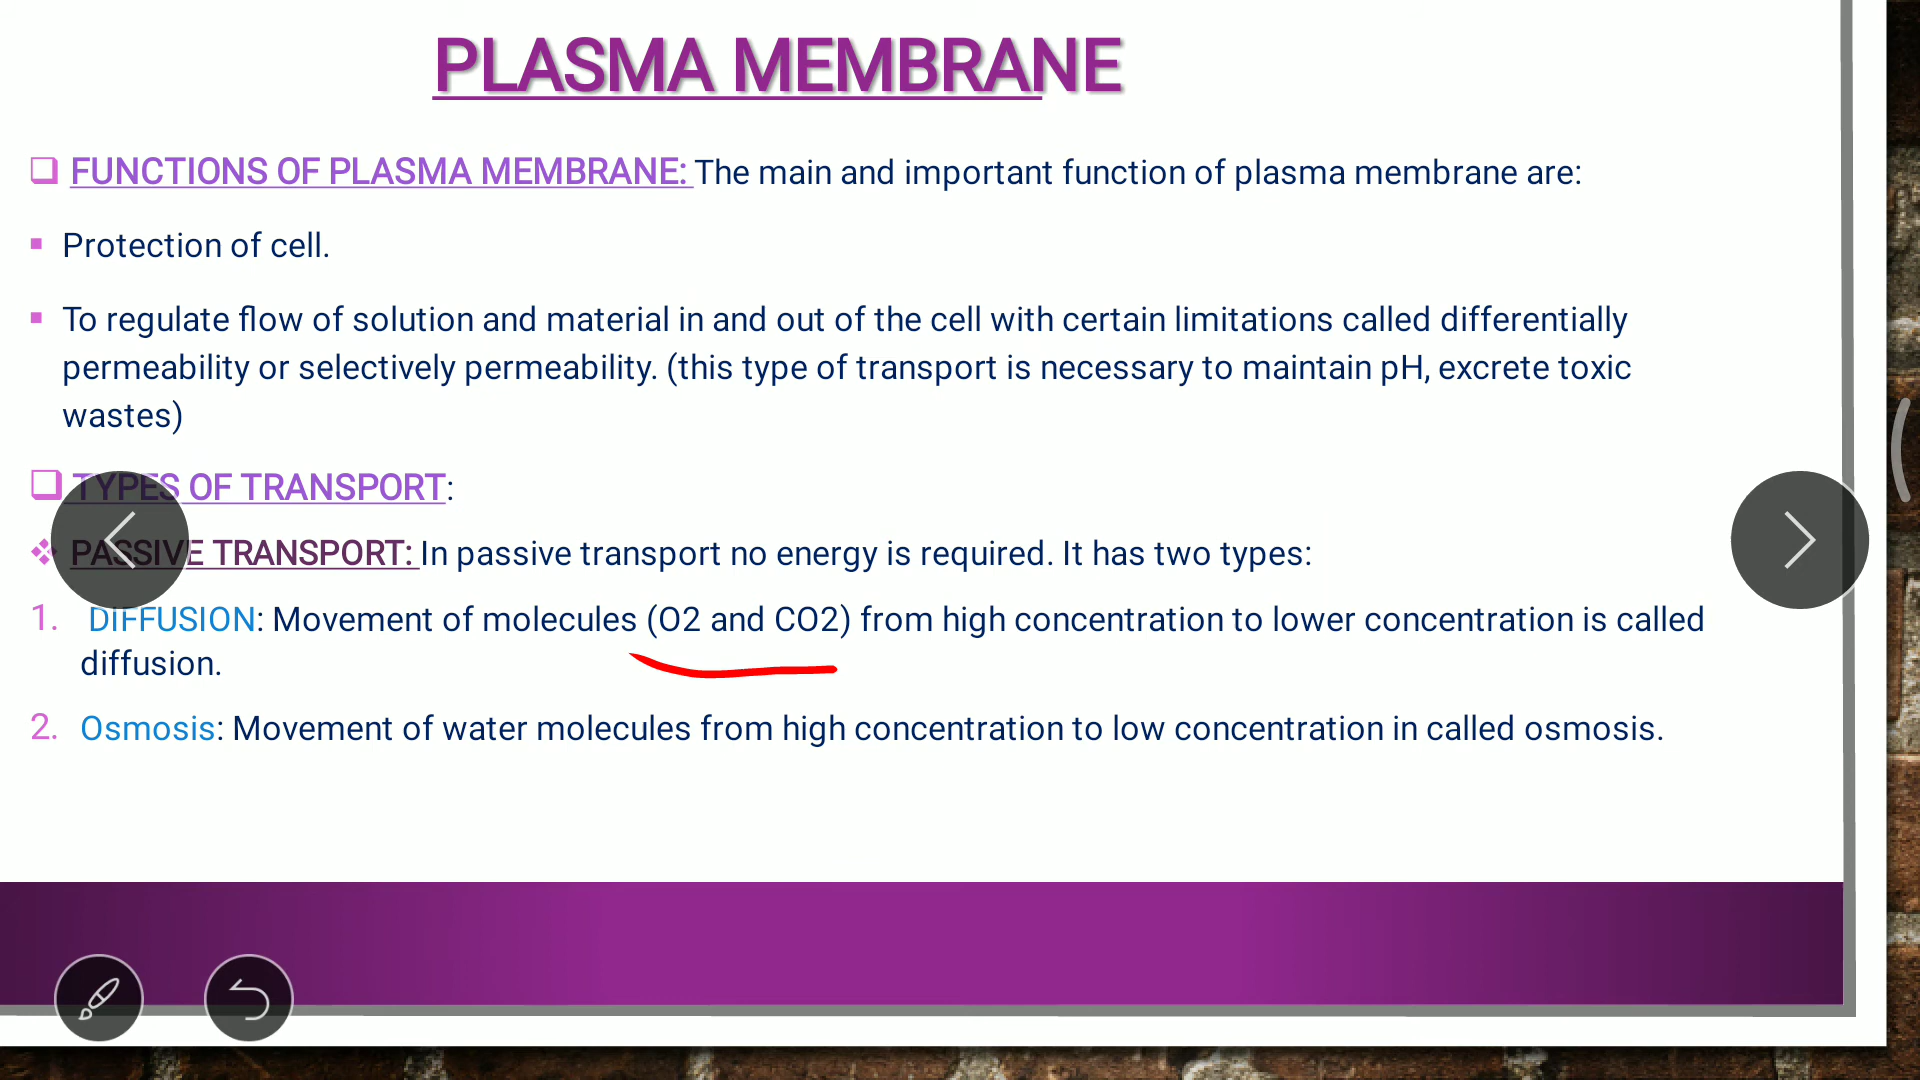 PLASMA MEMBRANE
FUNCTIONS OF PLASMA MEMBRANE: The main and important function of plasma membrane are:
Protection of cell.
To regulate flow of solution and material in and out of the cell with certain limitations called differentially
permeability or selectively permeability. (this type of transport is necessary to maintain pH, excrete toxic
wastes)
TYPES OF TRANSPORT:
PASSIVE TRANSPORT: In passive transport no energy is required. It has two types:
1. DIFFUSION: Movement of molecules (O2 and CO2) from high concentration to lower concentration is called
diffusion.
2. Osmosis: Movement of water molecules from high concentration to low concentration in called osmosis.